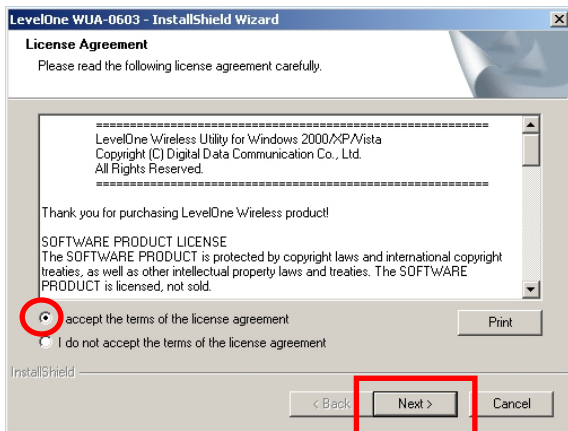 LevelOne WUA-0603 - InstallShield Wizard
License Agreement
Please read the following license agreement carefully.
============================================================
LevelOne Wireless Utility for Windows 2000/XP/Vista
Copyright (C) Digital Data Communication Co., Ltd.
All Rights Reserved.
============================================================
Thank you for purchasing LevelOne Wireless product!
SOFTWARE PRODUCT LICENSE
The SOFTWARE PRODUCT is protected by copyright laws and international copyright
treaties, as well as other intellectual property laws and treaties. The SOFTWARE
PRODUCT is licensed, not sold.
accept the terms of the license agreement
Print
I do not accept the terms of the license agreement
InstallShield
< Back
Next >
Cancel